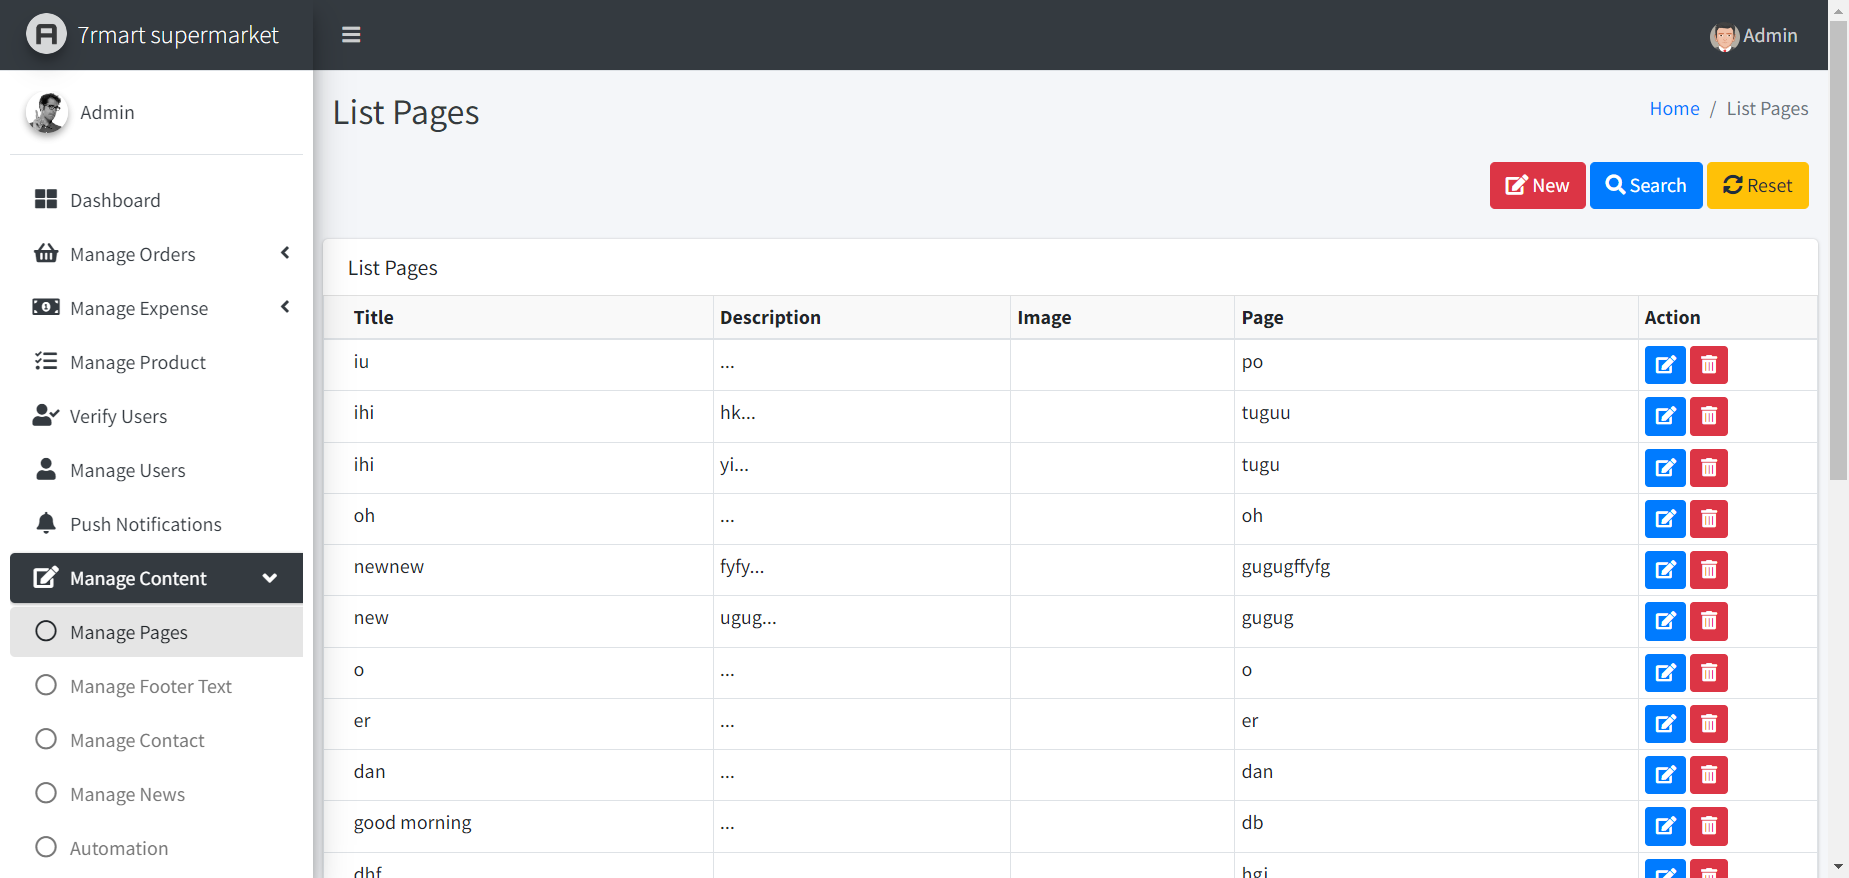 7rmart supermarket
Admin
Admin
Dashboard
Manage Orders
Manage Expense
Manage Product
Verify Users
Manage Users
Push Notifications
Manage Content
Manage Pages
Manage Footer Text
Manage Contact
Manage News
Automation
List Pages
Home / List Pages
New Search Reset
List Pages
Title Description Image Page Action
iu ... po
ihi hk... tuguu
ihi yi... tugu
oh ... oh
newnew fyfy... gugugffyfg
new ugug... gugug
o ... o
er ... er
dan ... dan
good morning ... db
dhf hgj